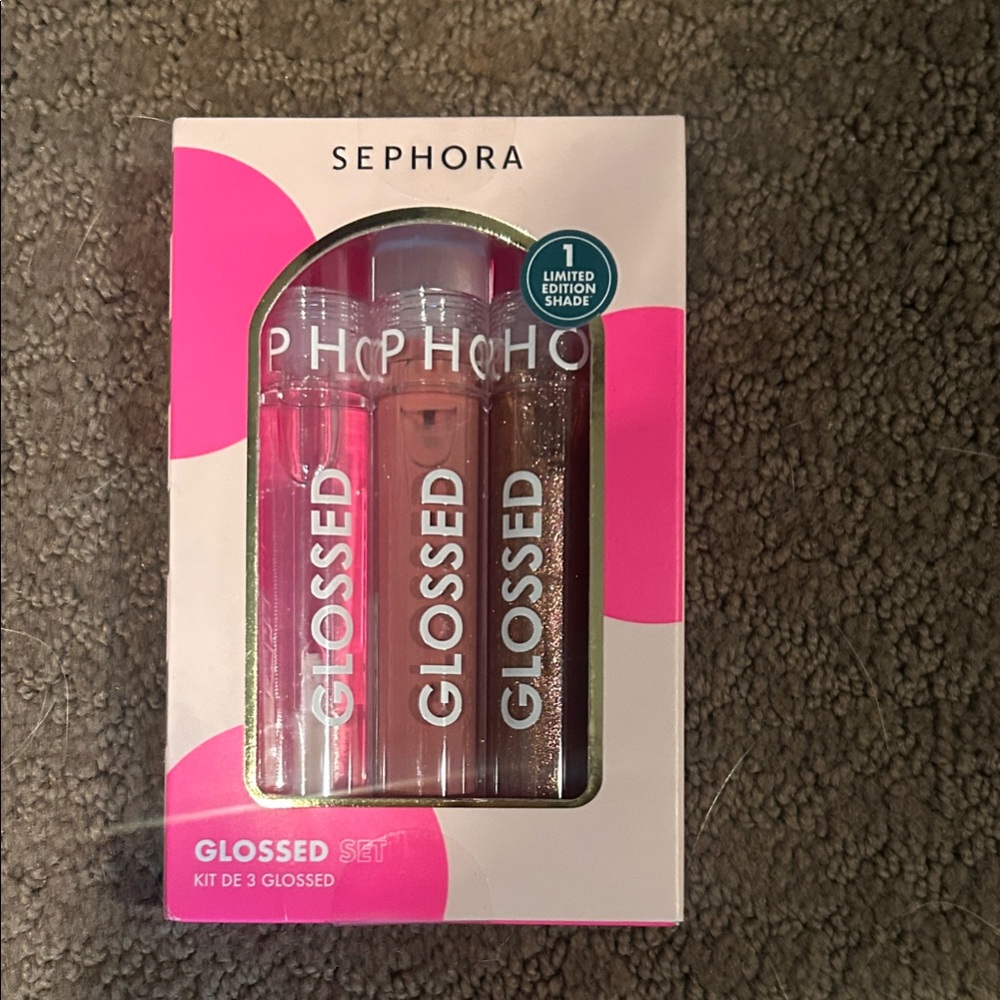 SEPHORA
1
LIMITED
EDITION
SHADE*
PHO
PHO
HO
GLOSSED
GLOSSED
GLOSSED
GLOSSED SET
KIT DE 3 GLOSSED